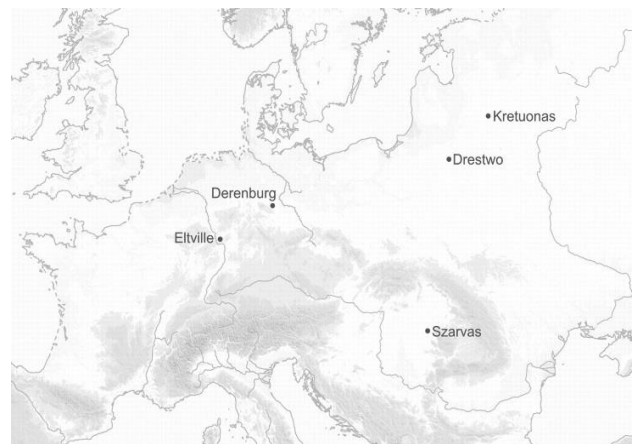 Kretuonas
Drestwo
Derenburg
Eltville
Szarvas